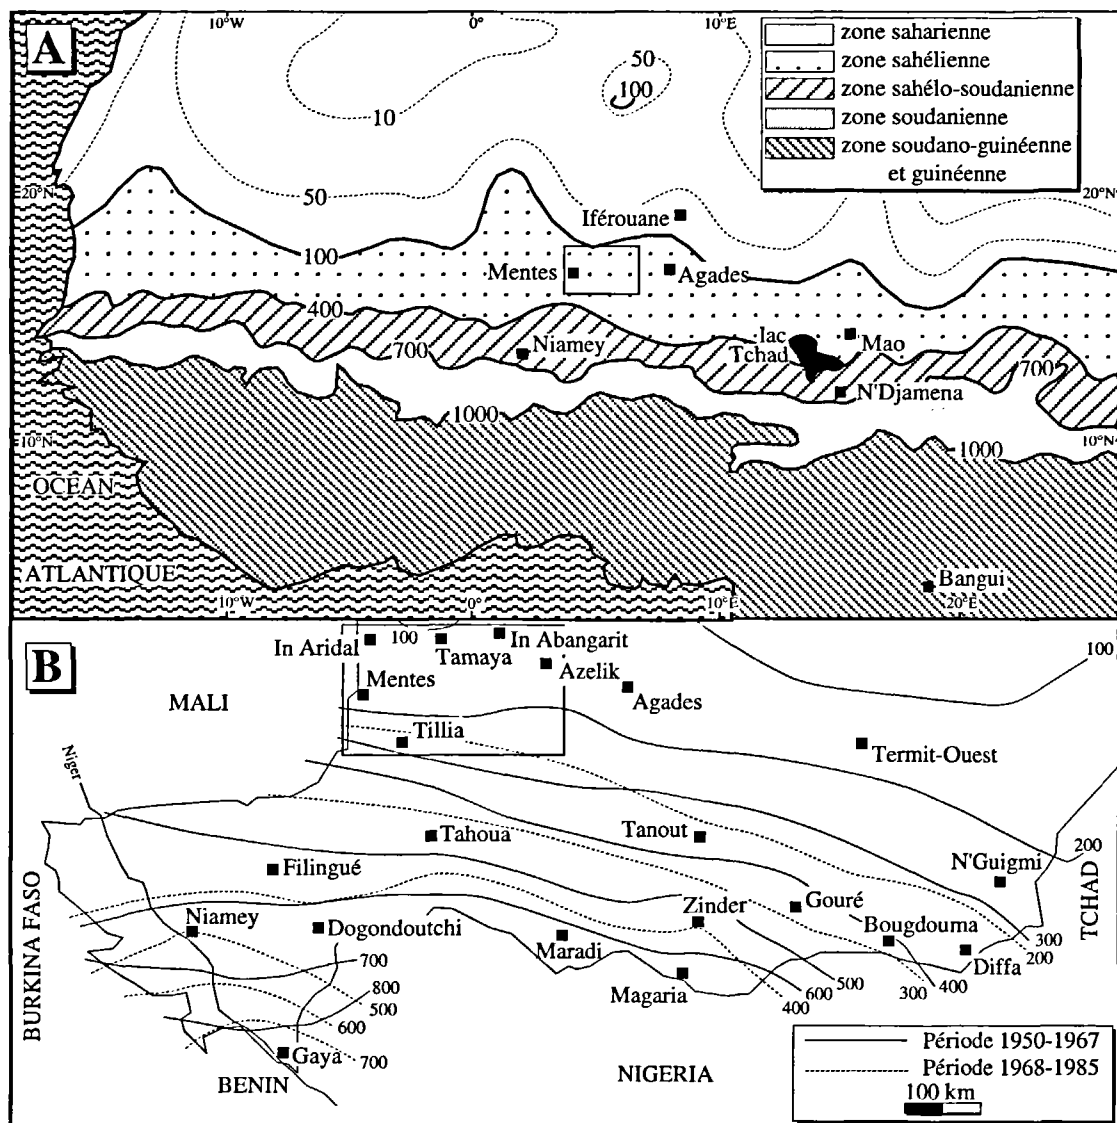 A
10°W
0°
10°E
zone saharienne
zone sahélienne
zone sahélo-soudanienne
zone soudanienne
zone soudano-guinéenne
et guinéenne
50
100
10
20°N
50
20°N
Iférouane
100
Mentes
Agades
400
700
Niamey
lac
Tchad
Mao
700
N'Djamena
1000
10°N
1000
10°N
OCEAN
ATLANTIQUE
Bangui
10°W
0°
10°E
20°E
B
In Aridal
100
Tamaya
In Abangarit
Azelik
100
MALI
Mentes
Agades
Tillia
Termit-Ouest
Niger
Tahoua
Tanout
200
N'Guigmi
Filingué
BURKINA FASO
TCHAD
Gouré
Niamey
Dogondoutchi
Zinder
Bougdouma
Maradi
300
200
Diffa
700
800
500
600
700
Magaria
400
600
500
300
400
Gaya
BENIN
NIGERIA
Période 1950-1967
Période 1968-1985
100 km